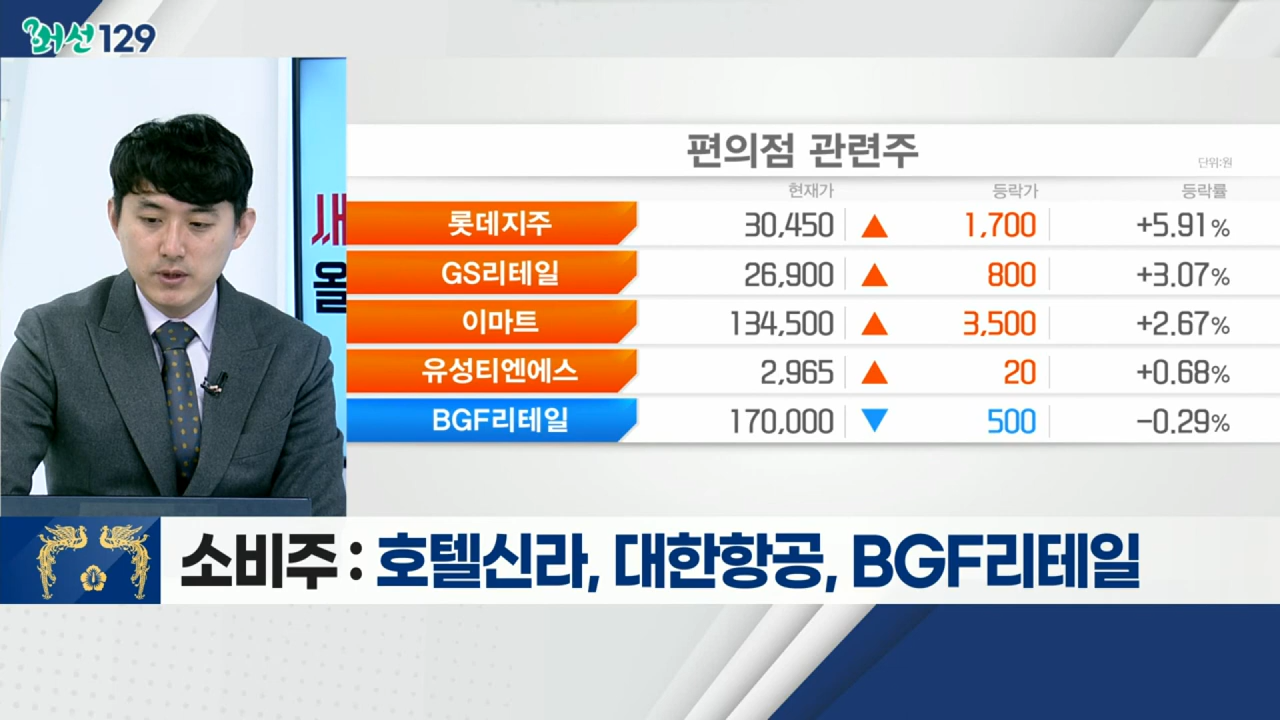 머선129
새
올
편의점 관련주
단위:원
현재가 등락가 등락률
롯데지주 30,450 ▲ 1,700 +5.91%
GS리테일 26,900 ▲ 800 +3.07%
이마트 134,500 ▲ 3,500 +2.67%
유성티엔에스 2,965 ▲ 20 +0.68%
BGF리테일 170,000 ▼ 500 -0.29%
소비주 : 호텔신라, 대한항공, BGF리테일